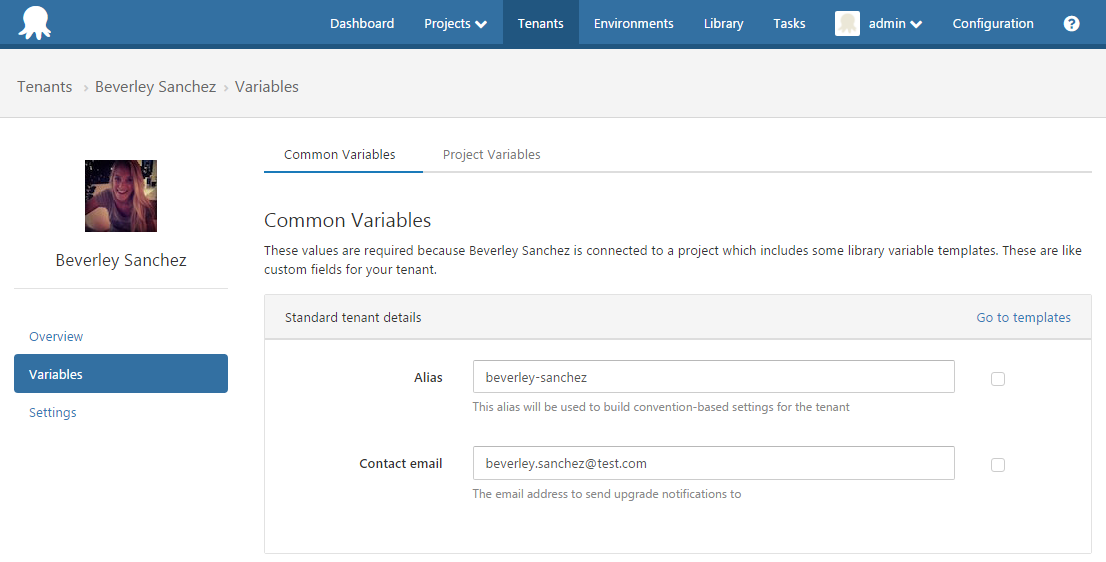 Dashboard Projects Tenants Environments Library Tasks admin Configuration ?
Tenants › Beverley Sanchez › Variables
Common Variables Project Variables
Beverley Sanchez
Overview
Variables
Settings
Common Variables
These values are required because Beverley Sanchez is connected to a project which includes some library variable templates. These are like
custom fields for your tenant.
Standard tenant details Go to templates
Alias beverley-sanchez
This alias will be used to build convention-based settings for the tenant
Contact email beverley.sanchez@test.com
The email address to send upgrade notifications to